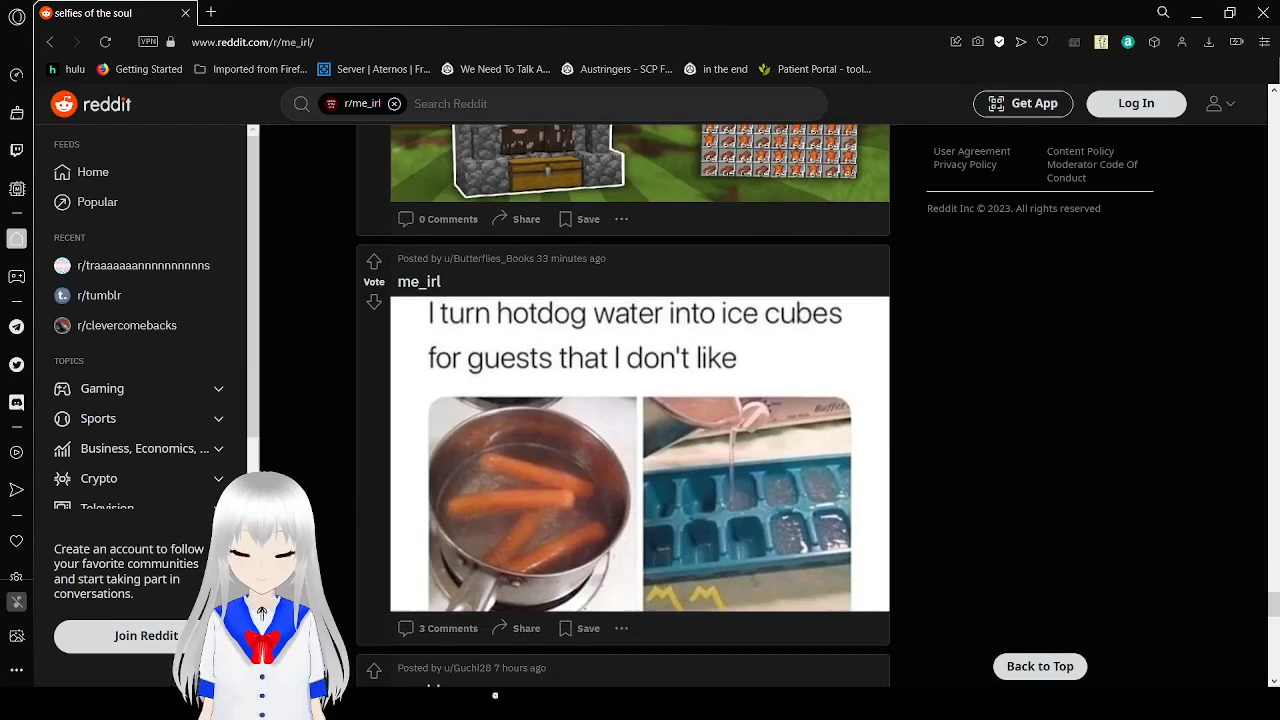 selfies of the soul
VPN
www.reddit.com/r/me_irl/
hulu
Getting Started
Imported from Firef...
Server | Aternos | Fr...
We Need To Talk A...
Austringers - SCP F...
in the end
Patient Portal - tool...
reddit
r/me_irl
Search Reddit
Get App
Log In
FEEDS
Home
Popular
RECENT
r/traaaaaaannnnnnnnns
r/tumblr
r/clevercomebacks
TOPICS
Gaming
Sports
Business, Economics, ...
Crypto
Television
Create an account to follow
your favorite communities
and start taking part in
conversations.
Join Reddit
0 Comments
Share
Save
Posted by u/Butterflies_Books 33 minutes ago
Vote
me_irl
I turn hotdog water into ice cubes
for guests that I don't like
Buffet
3 Comments
Share
Save
Posted by u/Guchi28 7 hours ago
User Agreement
Privacy Policy
Content Policy
Moderator Code Of
Conduct
Reddit Inc © 2023. All rights reserved
Back to Top